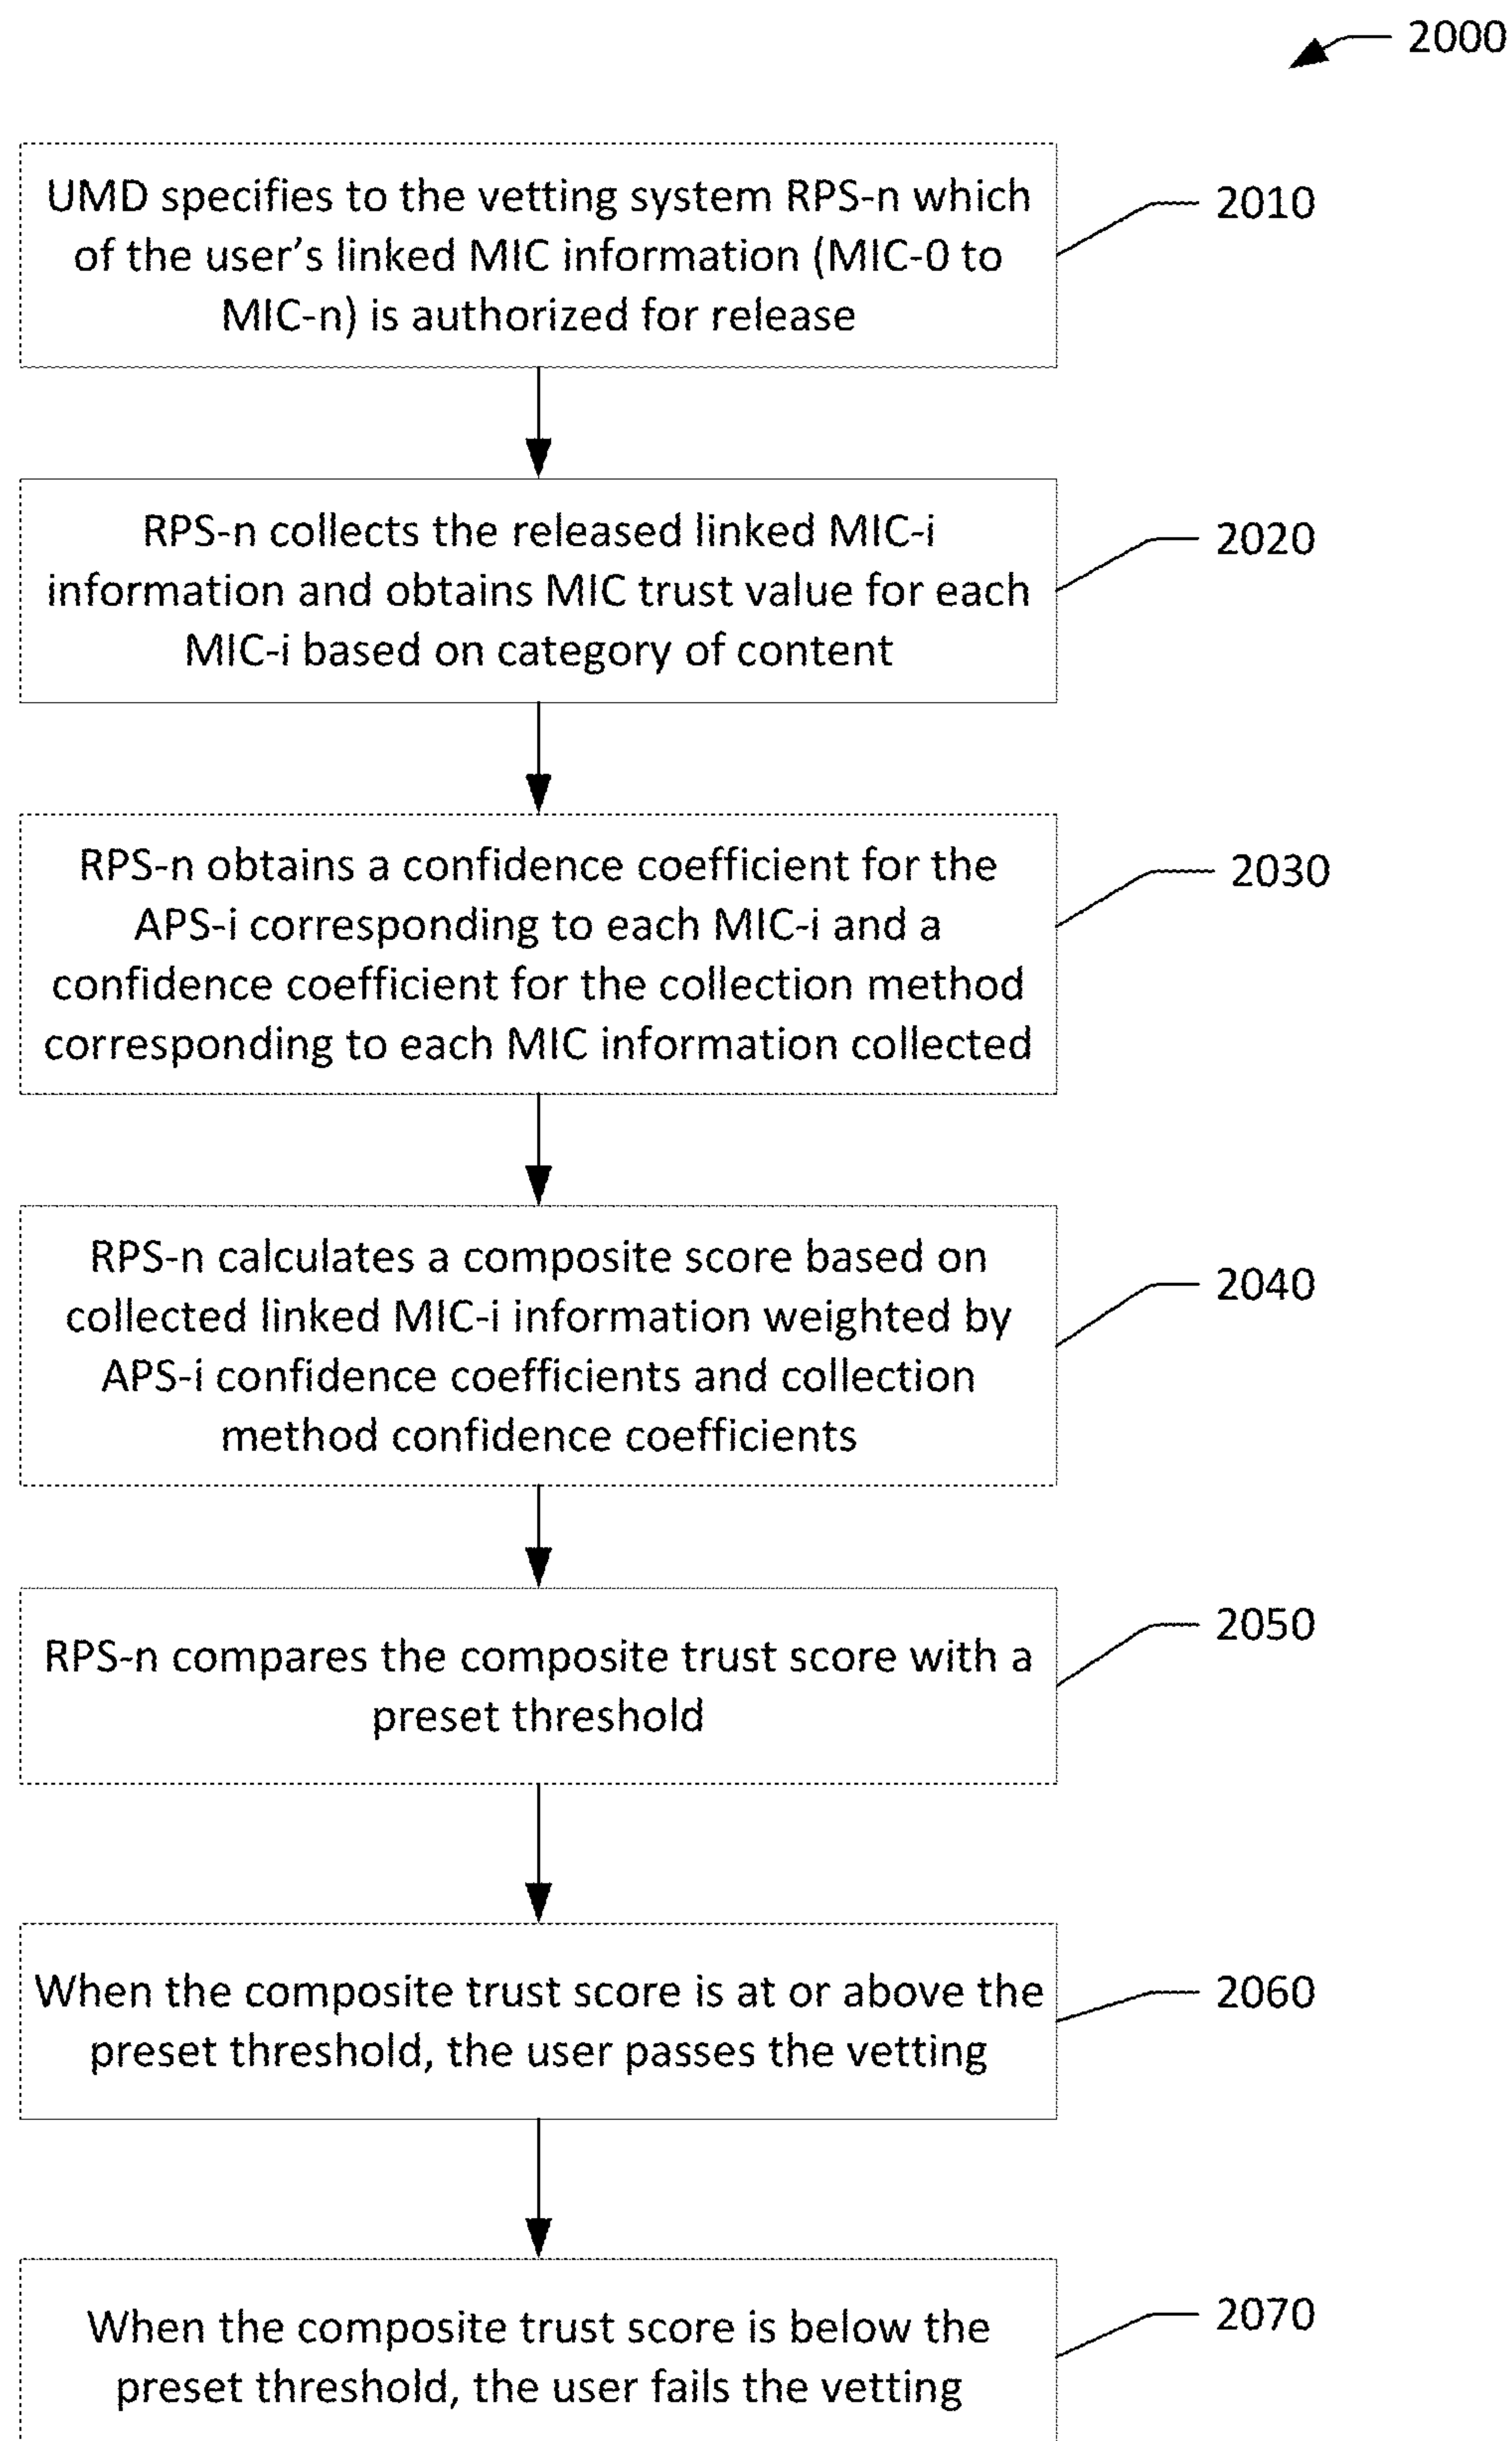 2000
UMD specifies to the vetting system RPS-n which
of the user's linked MIC information (MIC-0 to
MIC-n) is authorized for release
2010
RPS-n collects the released linked MIC-i
information and obtains MIC trust value for each
MIC-i based on category of content
2020
RPS-n obtains a confidence coefficient for the
APS-i corresponding to each MIC-i and a
confidence coefficient for the collection method
corresponding to each MIC information collected
2030
RPS-n calculates a composite score based on
collected linked MIC-i information weighted by
APS-i confidence coefficients and collection
method confidence coefficients
2040
RPS-n compares the composite trust score with a
preset threshold
2050
When the composite trust score is at or above the
preset threshold, the user passes the vetting
2060
When the composite trust score is below the
preset threshold, the user fails the vetting
2070